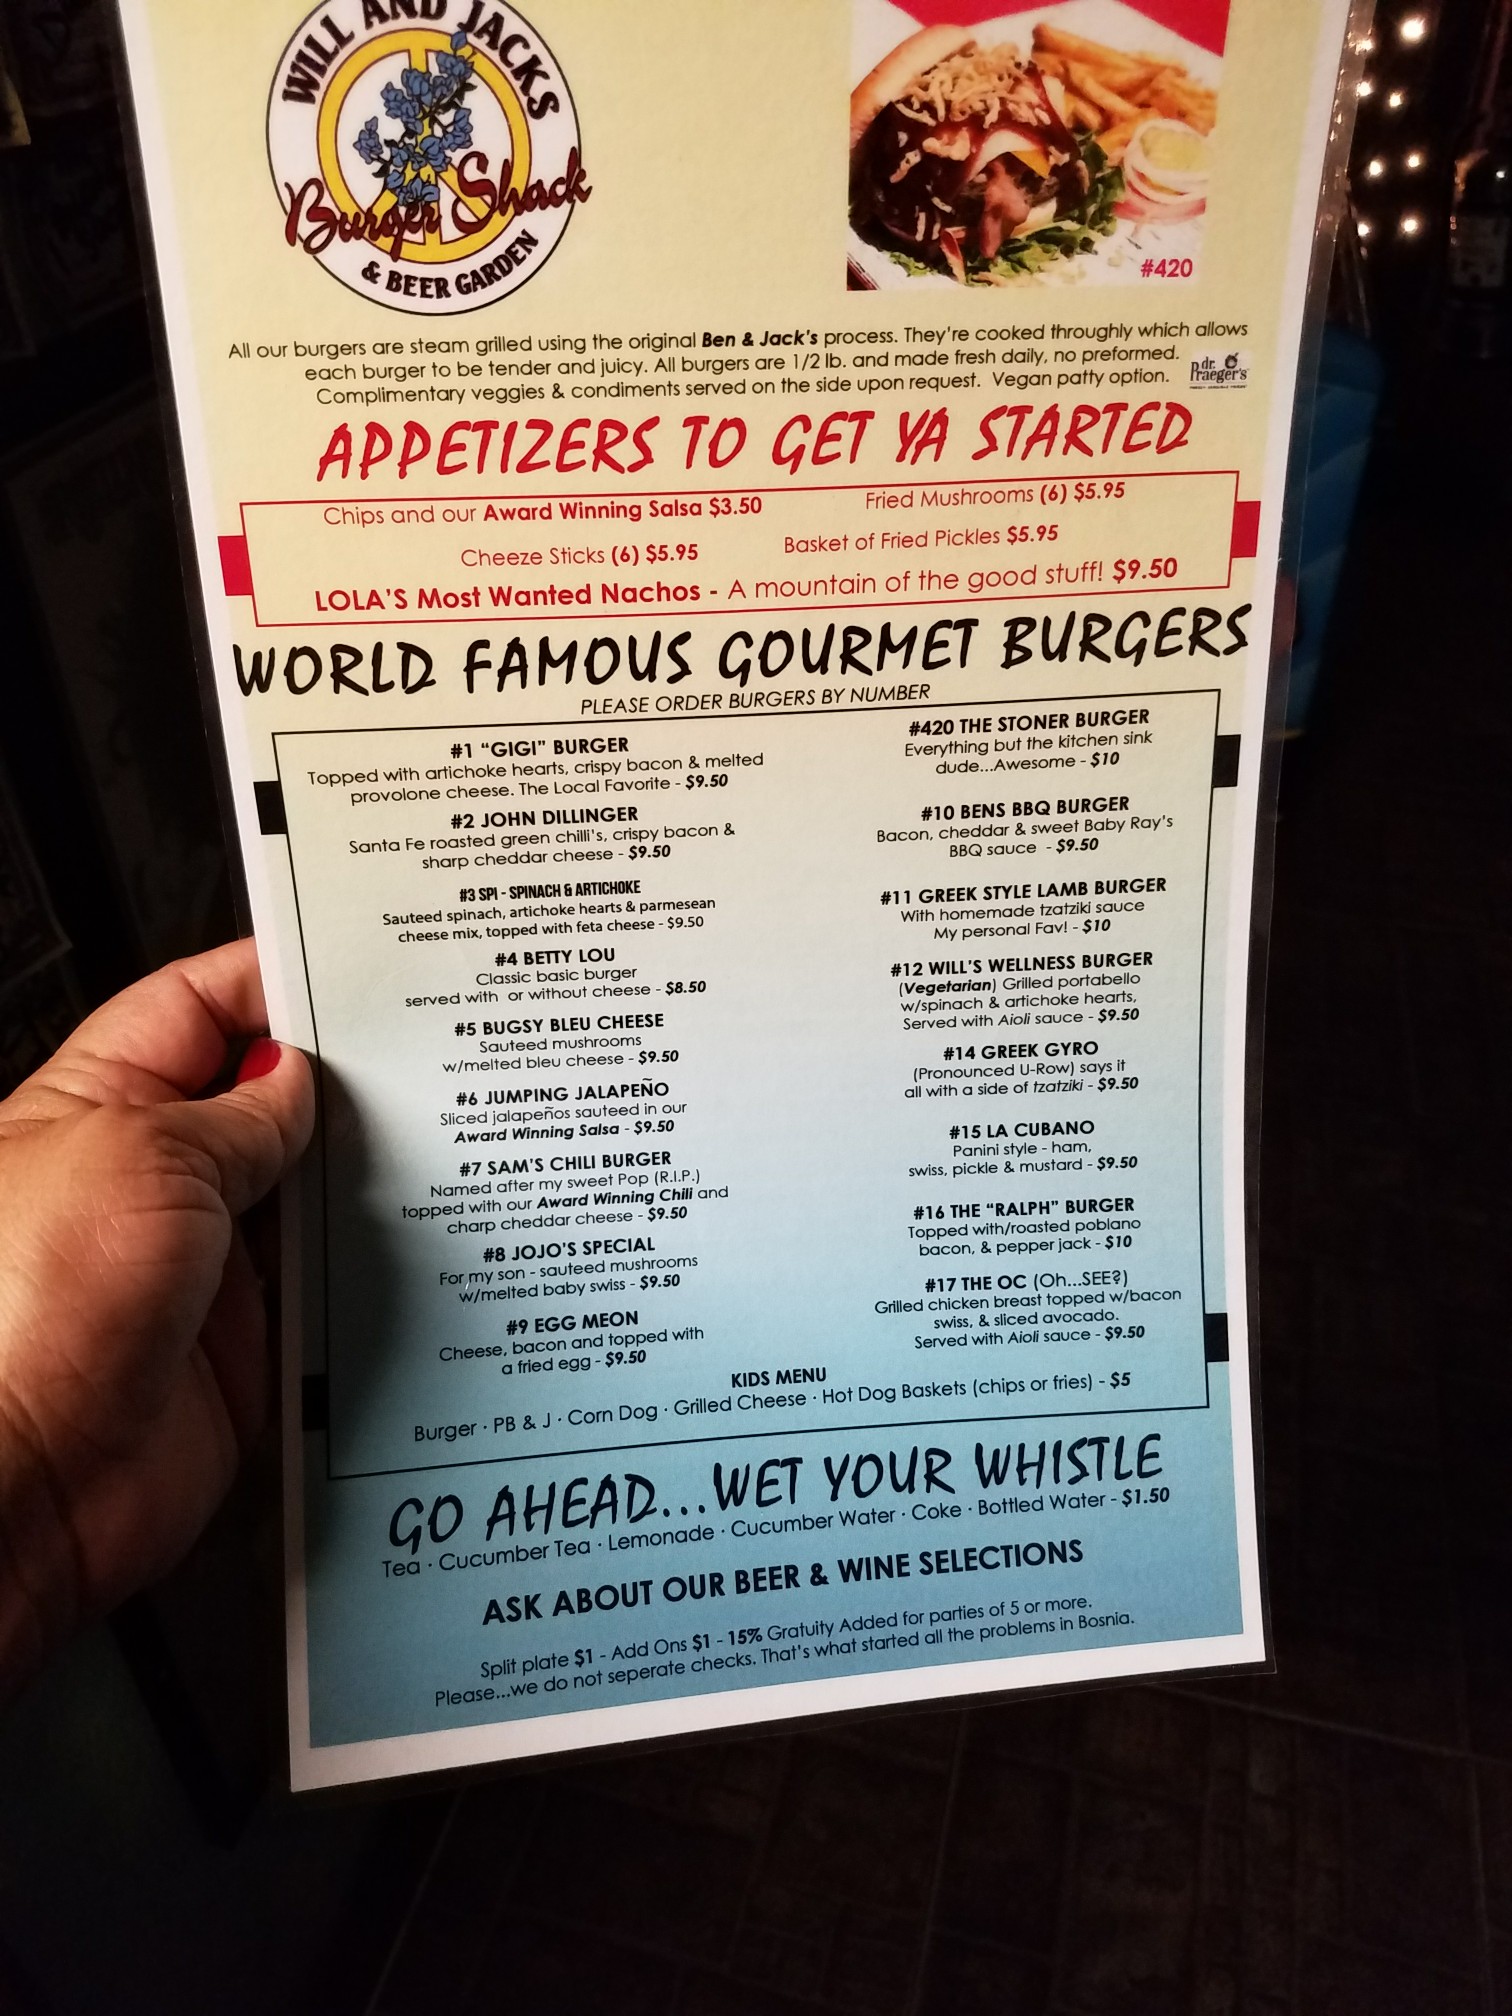 WILL AND JACKS
Burger Shack
& BEER GARDEN
#420
All our burgers are steam grilled using the original Ben & Jack's process. They're cooked throughly which allows
each burger to be tender and juicy. All burgers are 1/2 lb. and made fresh daily, no preformed.
Complimentary veggies & condiments served on the side upon request. Vegan patty option.
dr.
Praeger's
APPETIZERS TO GET YA STARTED
Chips and our Award Winning Salsa $3.50
Fried Mushrooms (6) $5.95
Cheeze Sticks (6) $5.95
Basket of Fried Pickles $5.95
LOLA'S Most Wanted Nachos - A mountain of the good stuff! $9.50
WORLD FAMOUS GOURMET BURGERS
PLEASE ORDER BURGERS BY NUMBER
#1 "GIGI" BURGER
Topped with artichoke hearts, crispy bacon & melted
provolone cheese. The Local Favorite - $9.50
#2 JOHN DILLINGER
Santa Fe roasted green chilli's, crispy bacon &
sharp cheddar cheese - $9.50
#3 SPI - SPINACH & ARTICHOKE
Sauteed spinach, artichoke hearts & parmesean
cheese mix, topped with feta cheese - $9.50
#4 BETTY LOU
Classic basic burger
served with or without cheese - $8.50
#5 BUGSY BLEU CHEESE
Sauteed mushrooms
w/melted bleu cheese - $9.50
#6 JUMPING JALAPEÑO
Sliced jalapeños sauteed in our
Award Winning Salsa - $9.50
#7 SAM'S CHILI BURGER
Named after my sweet Pop (R.I.P.)
topped with our Award Winning Chili and
charp cheddar cheese - $9.50
#8 JOJO'S SPECIAL
For my son - sauteed mushrooms
w/melted baby swiss - $9.50
#9 EGG MEON
Cheese, bacon and topped with
a fried egg - $9.50
#420 THE STONER BURGER
Everything but the kitchen sink
dude...Awesome - $10
#10 BENS BBQ BURGER
Bacon, cheddar & sweet Baby Ray's
BBQ sauce - $9.50
#11 GREEK STYLE LAMB BURGER
With homemade tzatziki sauce
My personal Fav! - $10
#12 WILL'S WELLNESS BURGER
(Vegetarian) Grilled portabello
w/spinach & artichoke hearts,
Served with Aioli sauce - $9.50
#14 GREEK GYRO
(Pronounced U-Row) says it
all with a side of tzatziki - $9.50
#15 LA CUBANO
Panini style - ham,
swiss, pickle & mustard - $9.50
#16 THE "RALPH" BURGER
Topped with/roasted poblano
bacon, & pepper jack - $10
#17 THE OC (Oh...SEE?)
Grilled chicken breast topped w/bacon
swiss, & sliced avocado.
Served with Aioli sauce - $9.50
KIDS MENU
Burger · PB & J · Corn Dog · Grilled Cheese · Hot Dog Baskets (chips or fries) - $5
GO AHEAD...WET YOUR WHISTLE
Tea · Cucumber Tea · Lemonade · Cucumber Water · Coke · Bottled Water - $1.50
ASK ABOUT OUR BEER & WINE SELECTIONS
Split plate $1 - Add Ons $1 - 15% Gratuity Added for parties of 5 or more.
Please...we do not seperate checks. That's what started all the problems in Bosnia.